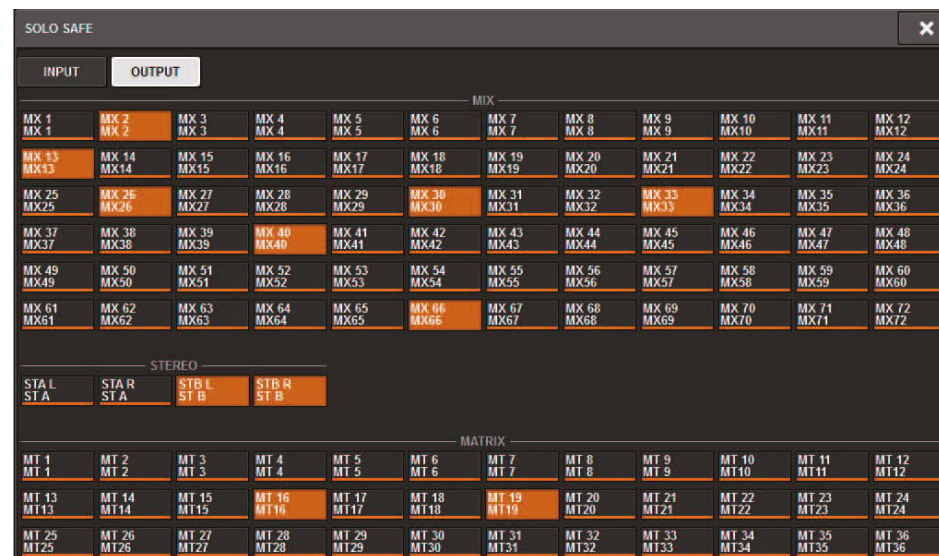 SOLO SAFE
INPUT OUTPUT
MIX
MX 1 MX 2 MX 3 MX 4 MX 5 MX 6 MX 7 MX 8 MX 9 MX 10 MX 11 MX 12
MX 1 MX 2 MX 3 MX 4 MX 5 MX 6 MX 7 MX 8 MX 9 MX10 MX11 MX12
MX 13 MX 14 MX 15 MX 16 MX 17 MX 18 MX 19 MX 20 MX 21 MX 22 MX 23 MX 24
MX13 MX14 MX15 MX16 MX17 MX18 MX19 MX20 MX21 MX22 MX23 MX24
MX 25 MX 26 MX 27 MX 28 MX 29 MX 30 MX 31 MX 32 MX 33 MX 34 MX 35 MX 36
MX25 MX26 MX27 MX28 MX29 MX30 MX31 MX32 MX33 MX34 MX35 MX36
MX 37 MX 38 MX 39 MX 40 MX 41 MX 42 MX 43 MX 44 MX 45 MX 46 MX 47 MX 48
MX37 MX38 MX39 MX40 MX41 MX42 MX43 MX44 MX45 MX46 MX47 MX48
MX 49 MX 50 MX 51 MX 52 MX 53 MX 54 MX 55 MX 56 MX 57 MX 58 MX 59 MX 60
MX49 MX50 MX51 MX52 MX53 MX54 MX55 MX56 MX57 MX58 MX59 MX60
MX 61 MX 62 MX 63 MX 64 MX 65 MX 66 MX 67 MX 68 MX 69 MX 70 MX 71 MX 72
MX61 MX62 MX63 MX64 MX65 MX66 MX67 MX68 MX69 MX70 MX71 MX72
STEREO
STA L STA R STB L STB R
ST A ST A ST B ST B
MATRIX
MT 1 MT 2 MT 3 MT 4 MT 5 MT 6 MT 7 MT 8 MT 9 MT 10 MT 11 MT 12
MT 1 MT 2 MT 3 MT 4 MT 5 MT 6 MT 7 MT 8 MT 9 MT10 MT11 MT12
MT 13 MT 14 MT 15 MT 16 MT 17 MT 18 MT 19 MT 20 MT 21 MT 22 MT 23 MT 24
MT13 MT14 MT15 MT16 MT17 MT18 MT19 MT20 MT21 MT22 MT23 MT24
MT 25 MT 26 MT 27 MT 28 MT 29 MT 30 MT 31 MT 32 MT 33 MT 34 MT 35 MT 36
MT25 MT26 MT27 MT28 MT29 MT30 MT31 MT32 MT33 MT34 MT35 MT36